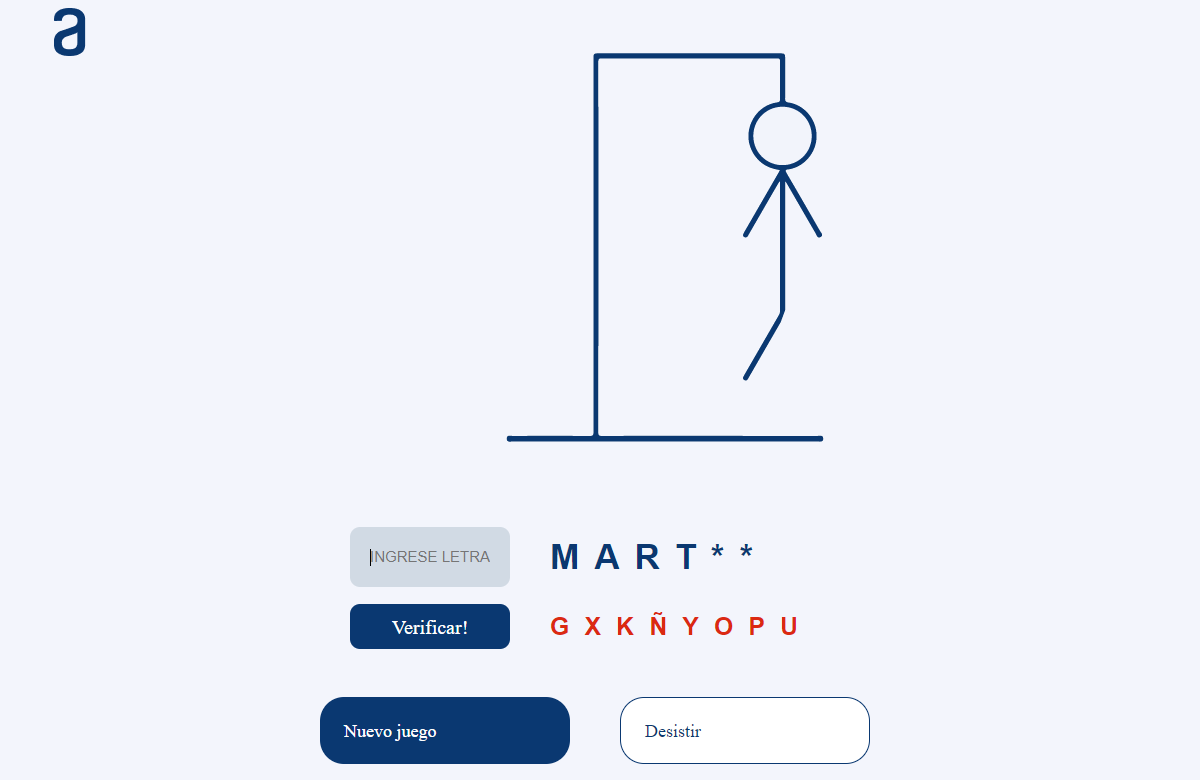 a
INGRESE LETRA
M A R T * *
Verificar!
G X K Ñ Y O P U
Nuevo juego
Desistir